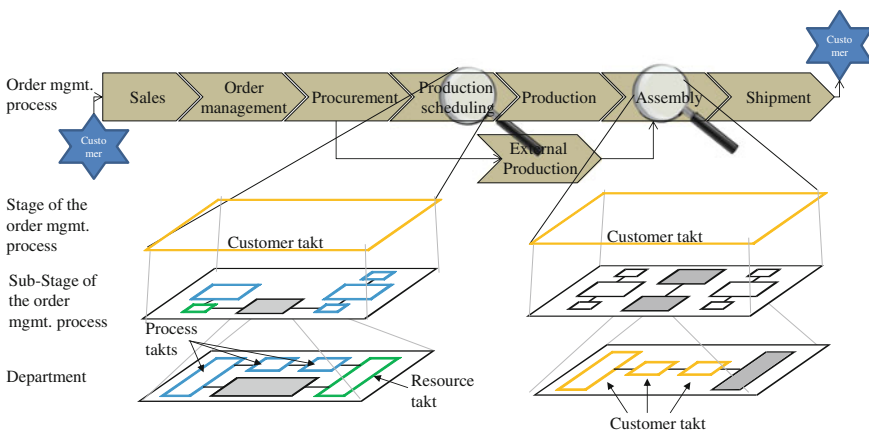 Custo
mer
Order mgmt.
process
Sales
Order
management
Procurement
Production
scheduling
Production
Assembly
Shipment
Custo
mer
External
Production
Stage of the
order mgmt.
process
Customer takt
Customer takt
Sub-Stage of
the order
mgmt. process
Process
takts
Department
Resource
takt
Customer takt